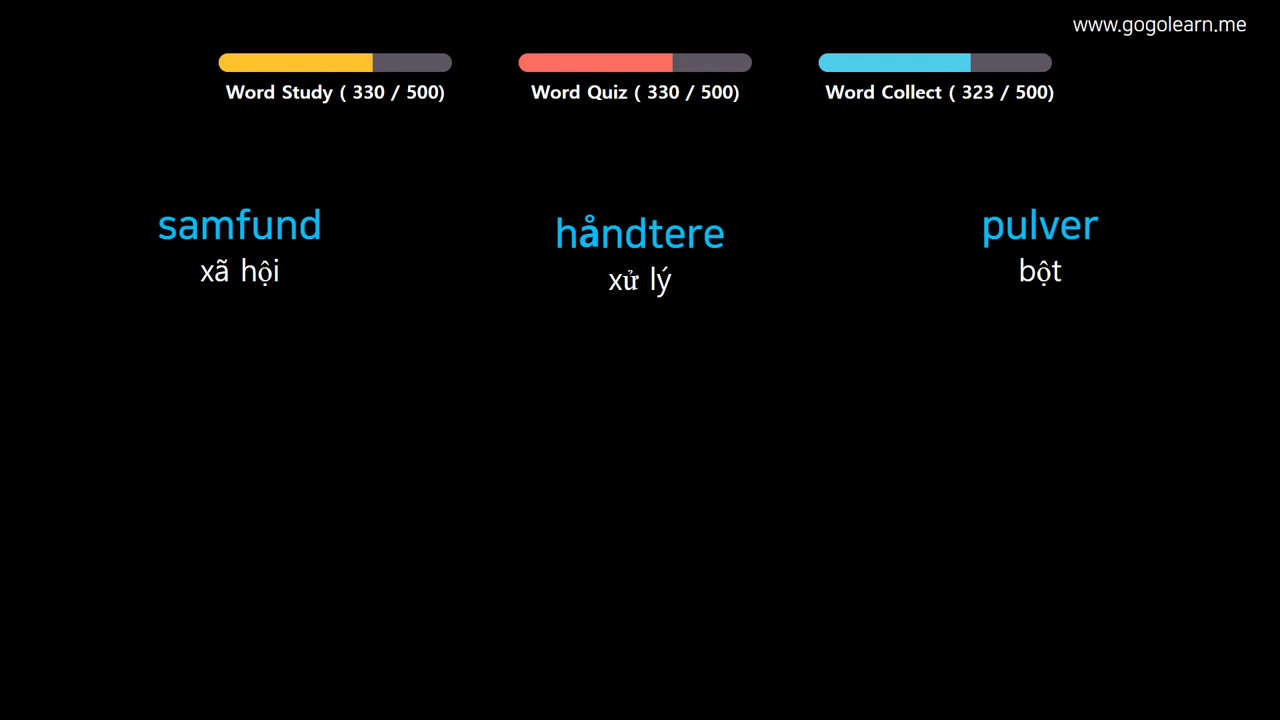 www.gogolearn.me
Word Study ( 330 / 500)
Word Quiz ( 330 / 500)
Word Collect ( 323 / 500)
samfund
xã hội
håndtere
xử lý
pulver
bột